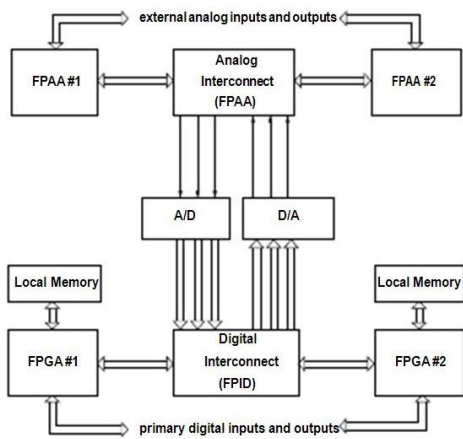 external analog inputs and outputs
FPAA #1
Analog
Interconnect
(FPAA)
FPAA #2
A/D
D/A
Local Memory
Local Memory
FPGA #1
Digital
Interconnect
(FPID)
FPGA #2
primary digital inputs and outputs